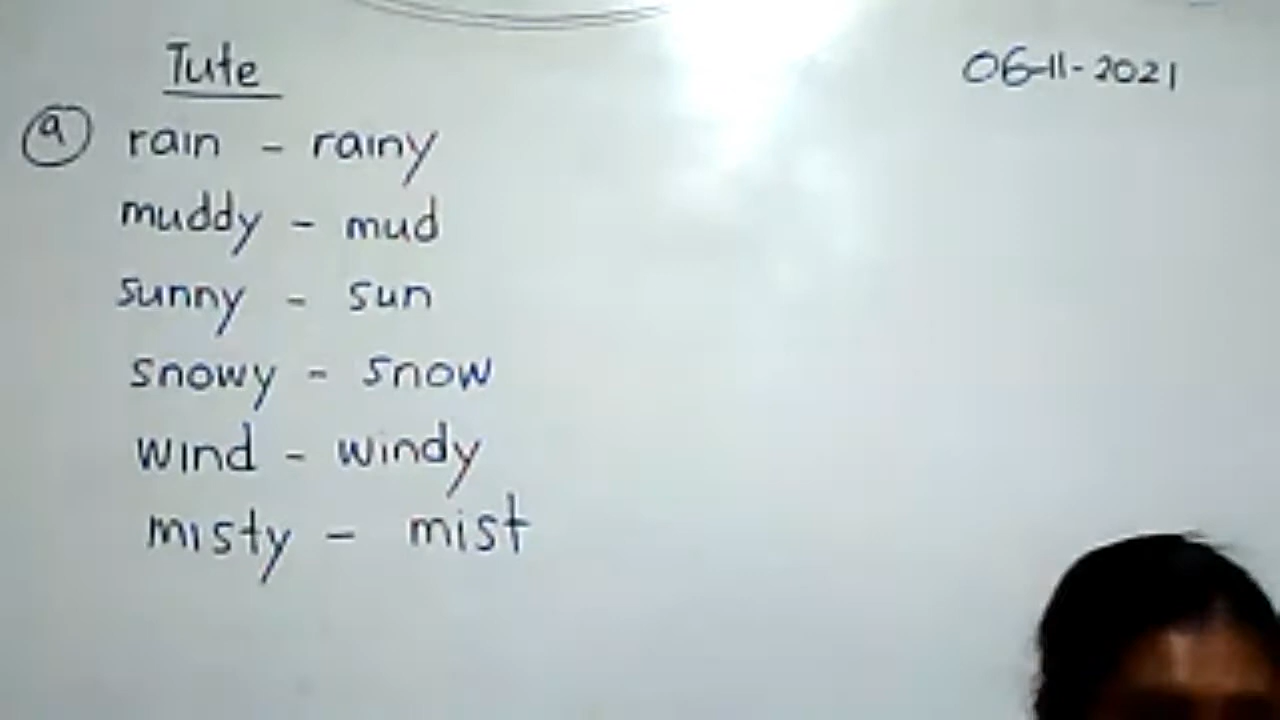 Tute
06-11-2021
a rain - rainy
muddy - mud
sunny - sun
snowy - snow
wind - windy
misty - mist